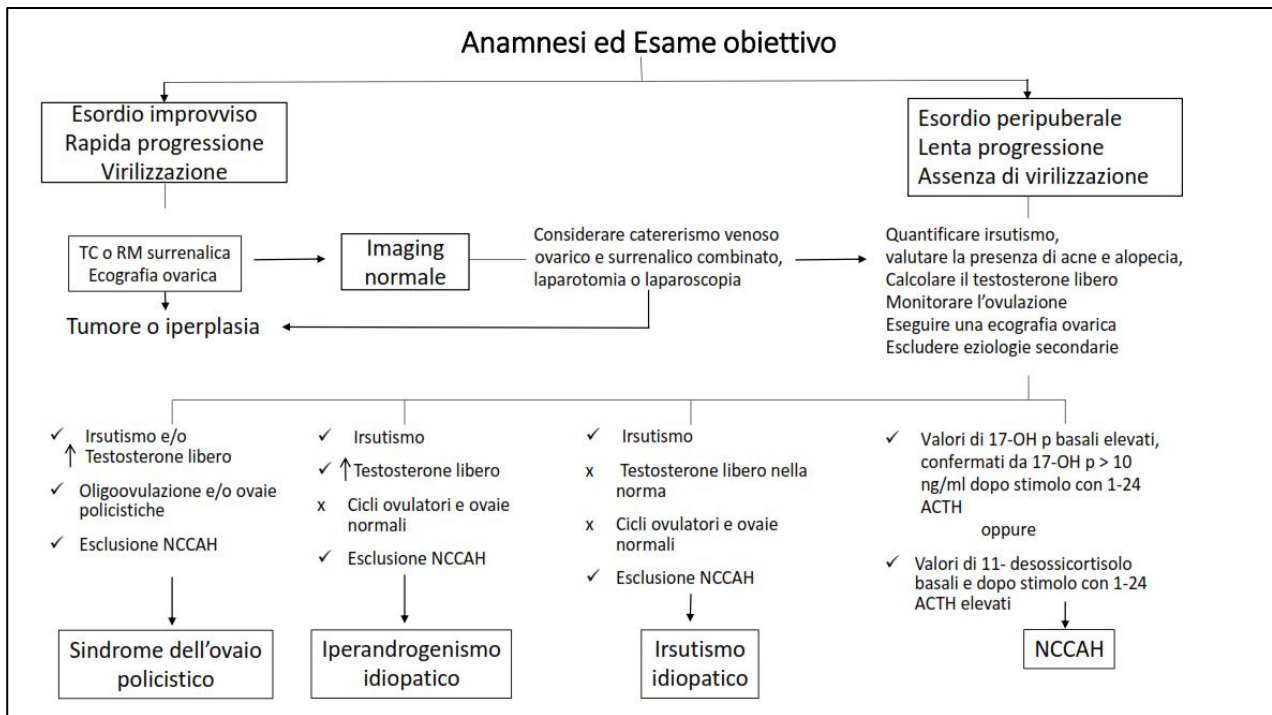 Anamnesi ed Esame obiettivo
Esordio improvviso
Rapida progressione
Virilizzazione
Esordio peripuberale
Lenta progressione
Assenza di virilizzazione
TC o RM surrenalica
Ecografia ovarica
Imaging
normale
Considerare catererismo venoso
ovarico e surrenalico combinato,
laparotomia o laparoscopia
Quantificare irsutismo,
valutare la presenza di acne e alopecia,
Calcolare il testosterone libero
Monitorare l'ovulazione
Eseguire una ecografia ovarica
Escludere eziologie secondarie
Tumore o iperplasia
✓ Irsutismo e/o
↑ Testosterone libero
✓ Oligoovulazione e/o ovaie
policistiche
✓ Esclusione NCCAH
Sindrome dell'ovaio
policistico
✓ Irsutismo
✓ ↑ Testosterone libero
x Cicli ovulatori e ovaie
normali
✓ Esclusione NCCAH
Iperandrogenismo
idiopatico
✓ Irsutismo
x Testosterone libero nella
norma
x Cicli ovulatori e ovaie
normali
✓ Esclusione NCCAH
Irsutismo
idiopatico
✓ Valori di 17-OH p basali elevati,
confermati da 17-OH p > 10
ng/ml dopo stimolo con 1-24
ACTH
oppure
✓ Valori di 11- desossicortisolo
basali e dopo stimolo con 1-24
ACTH elevati
NCCAH